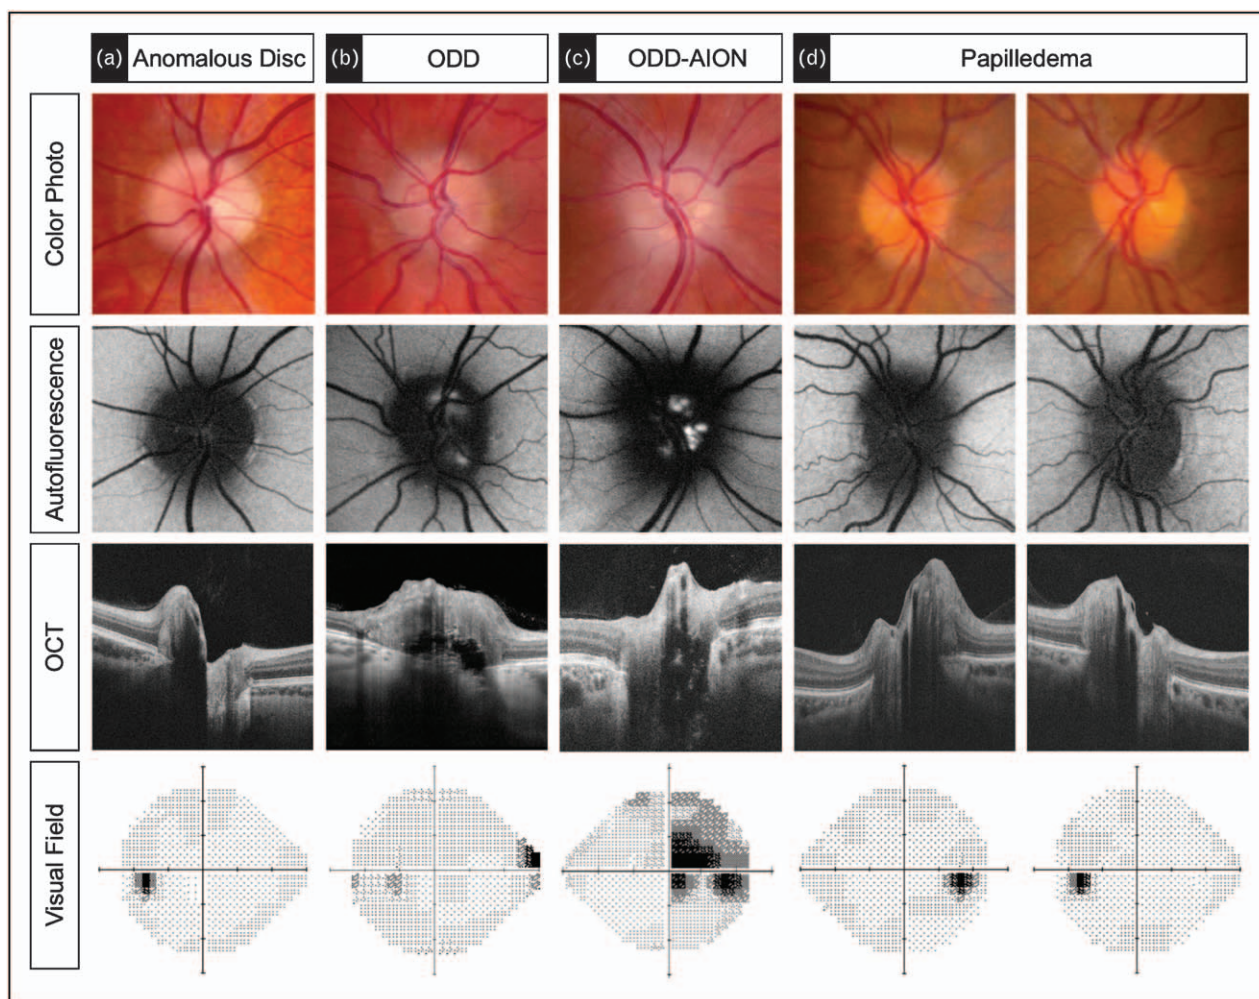 (a) Anomalous Disc
(b) ODD
(c) ODD-AION
(d) Papilledema
Color Photo
Autofluorescence
OCT
Visual Field